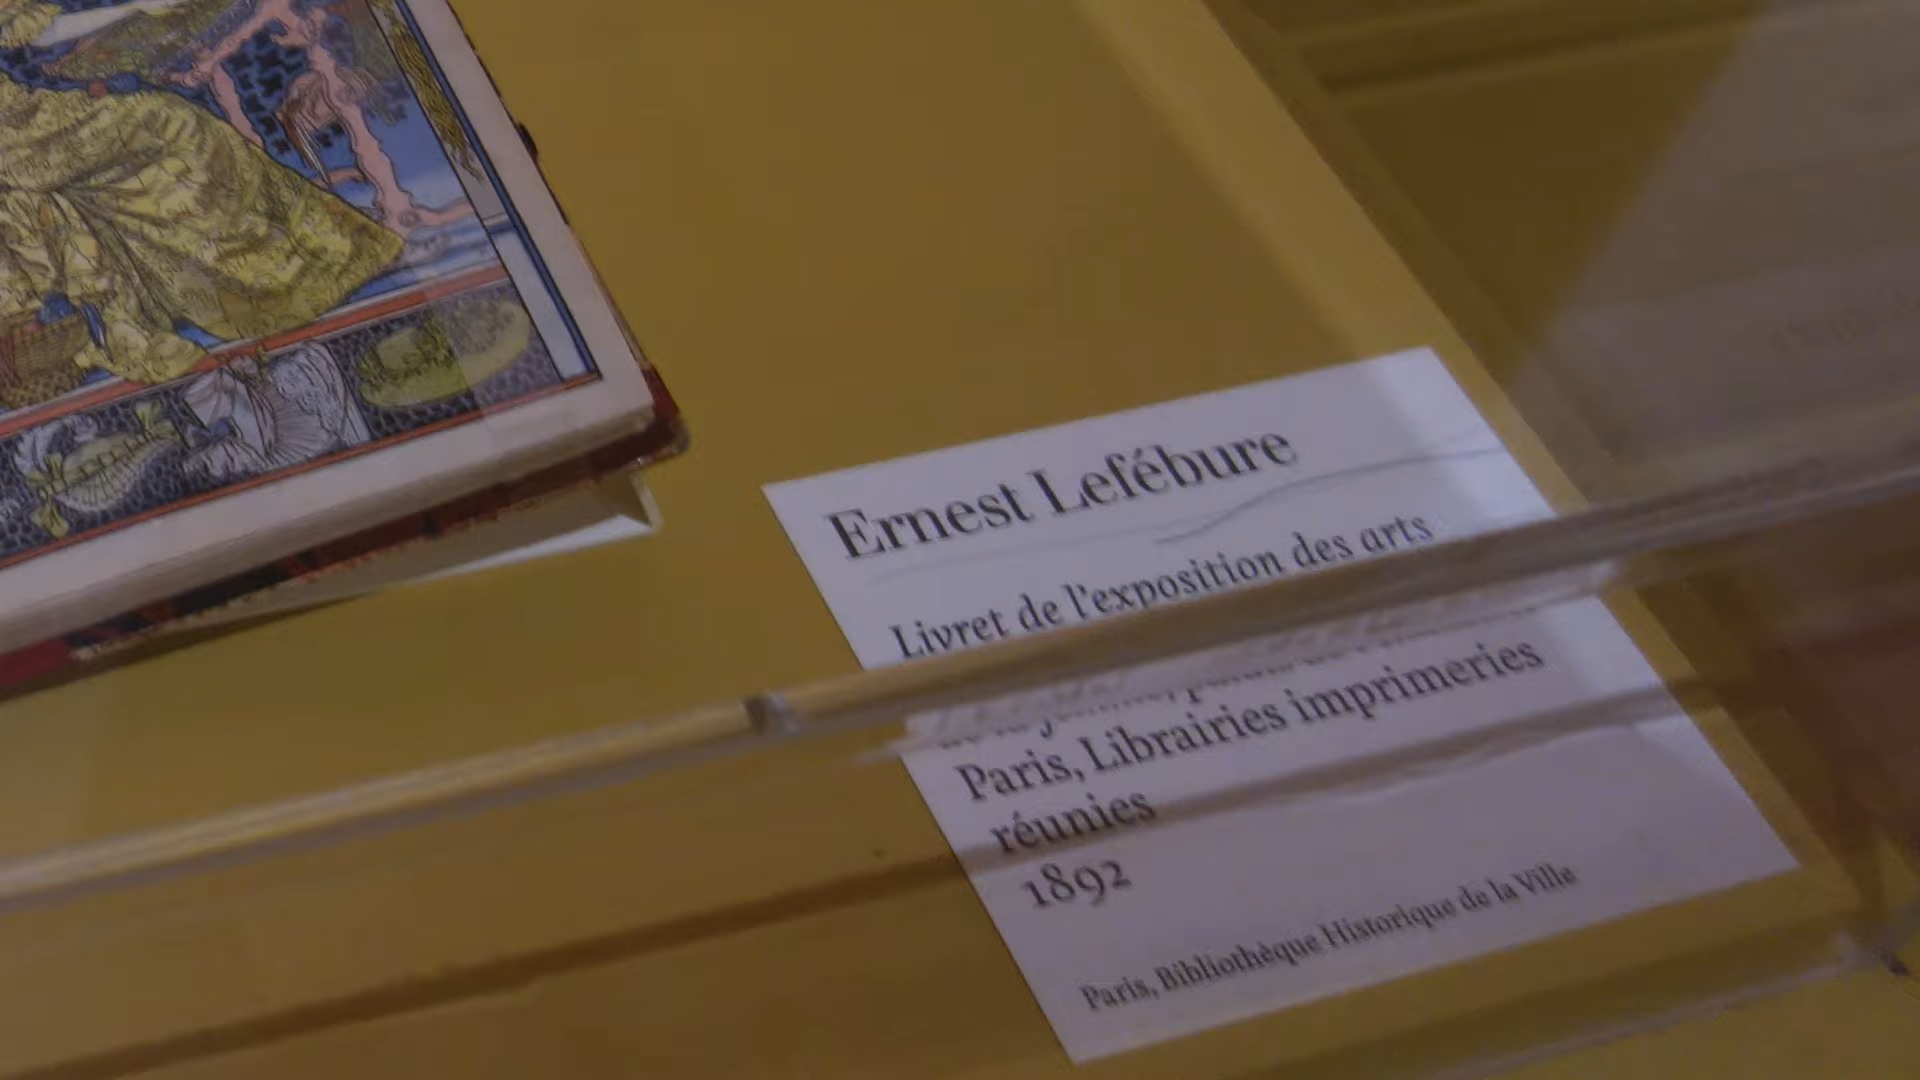 Ernest Lefébure
Livret de l'exposition des arts
Paris, Librairies imprimeries
réunies
1892
Paris, Bibliothèque Historique de la Ville